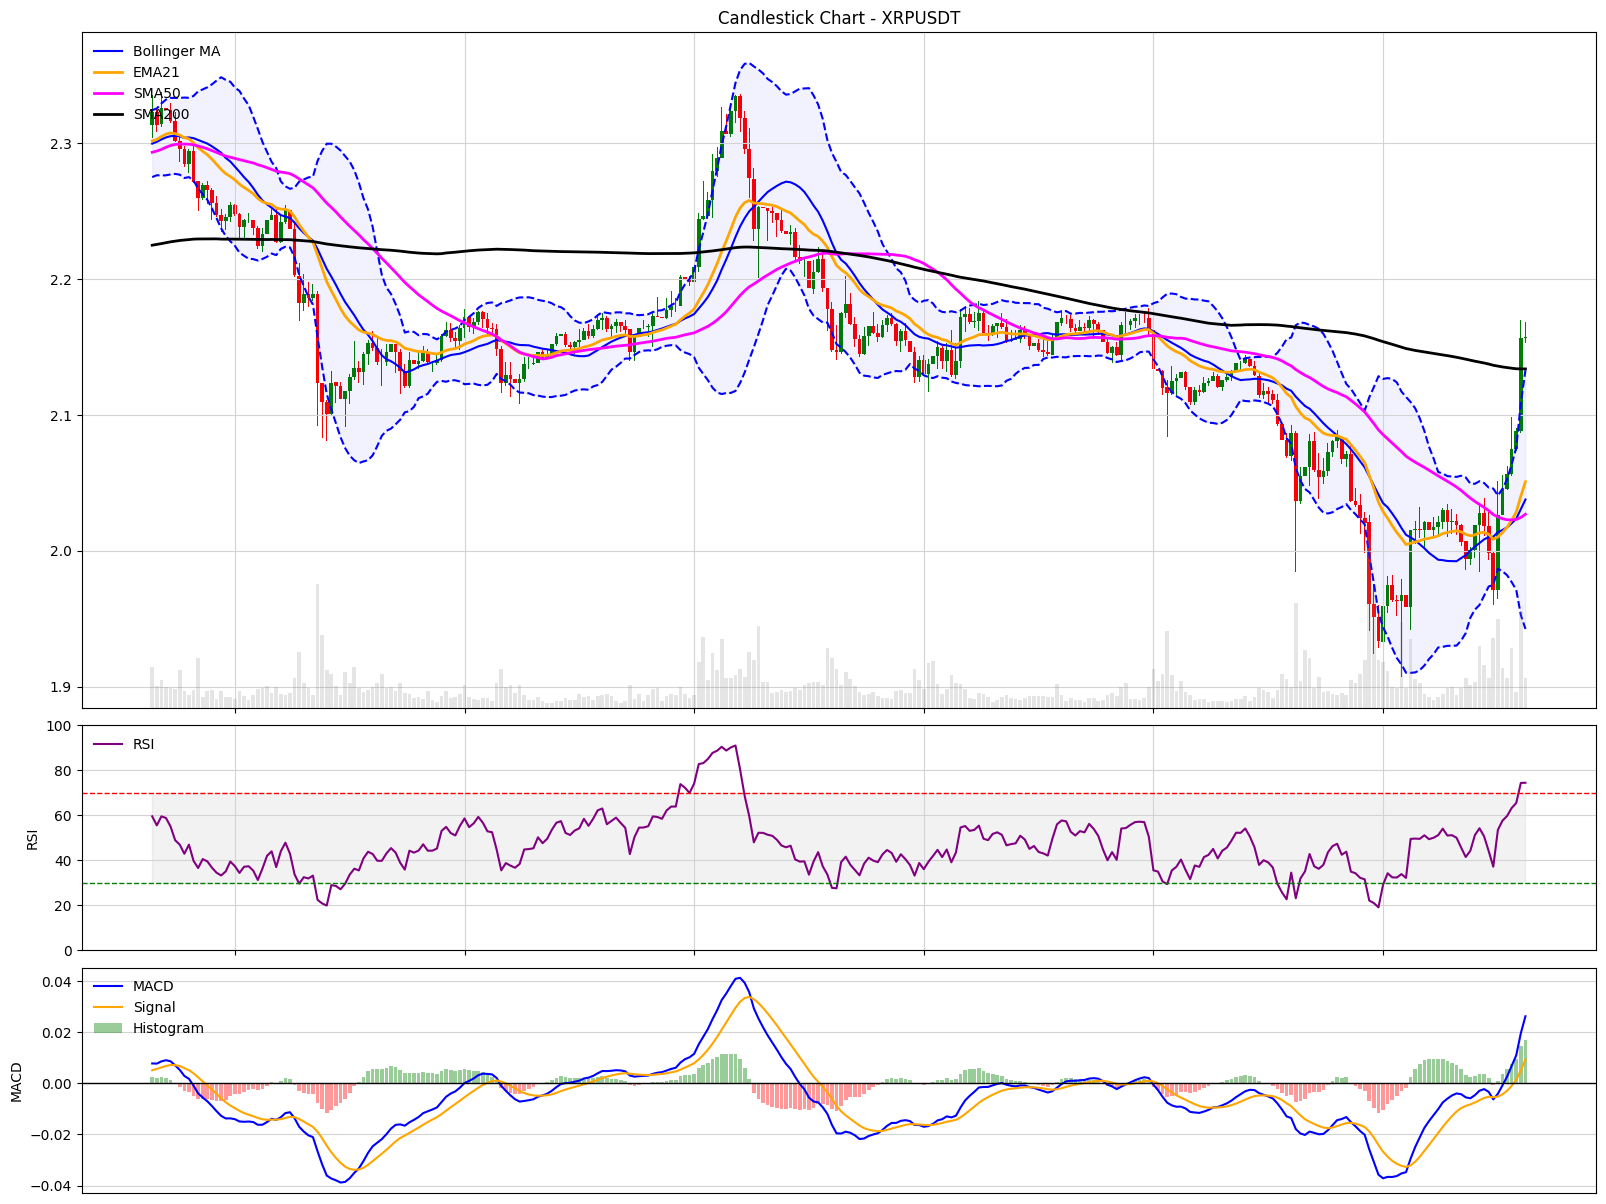 Candlestick Chart - XRPUSDT
Bollinger MA
EMA21
SMA50
SMA200
2.3
2.2
2.1
2.0
1.9
100
80
60
40
20
0
RSI
RSI
0.04
0.02
0.00
−0.02
−0.04
MACD
MACD
Signal
Histogram